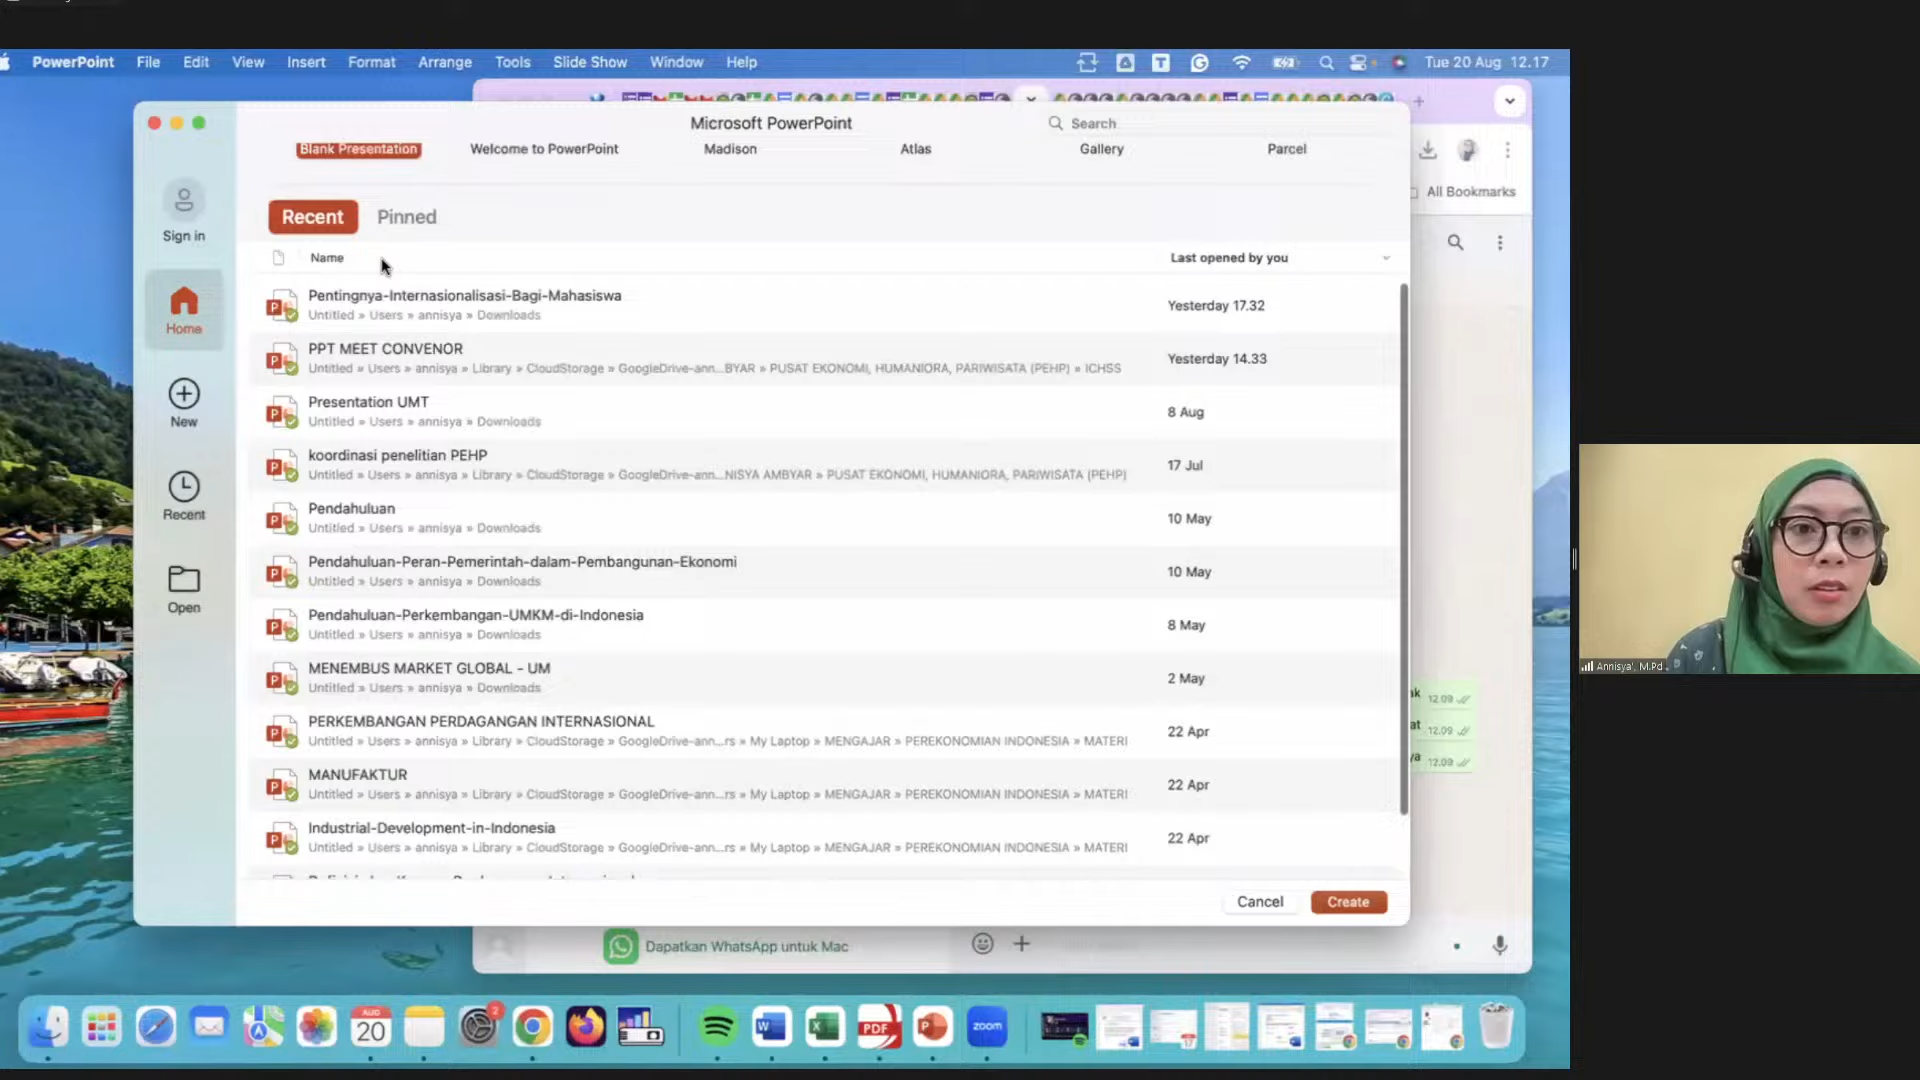 PowerPoint File Edit View Insert Format Arrange Tools Slide Show Window Help
Tue 20 Aug 12.17
Microsoft PowerPoint
Search
Blank Presentation
Welcome to PowerPoint
Madison
Atlas
Gallery
Parcel
All Bookmarks
Sign in
Home
New
Recent
Open
Recent
Pinned
Name
Last opened by you
Pentingnya-Internasionalisasi-Bagi-Mahasiswa
Untitled » Users » annisya » Downloads
Yesterday 17.32
PPT MEET CONVENOR
Untitled » Users » annisya » Library » CloudStorage » GoogleDrive-ann...BYAR » PUSAT EKONOMI, HUMANIORA, PARIWISATA (PEHP) » ICHSS
Yesterday 14.33
Presentation UMT
Untitled » Users » annisya » Downloads
8 Aug
koordinasi penelitian PEHP
Untitled » Users » annisya » Library » CloudStorage » GoogleDrive-ann...NISYA AMBYAR » PUSAT EKONOMI, HUMANIORA, PARIWISATA (PEHP)
17 Jul
Pendahuluan
Untitled » Users » annisya » Downloads
10 May
Pendahuluan-Peran-Pemerintah-dalam-Pembangunan-Ekonomi
Untitled » Users » annisya » Downloads
10 May
Pendahuluan-Perkembangan-UMKM-di-Indonesia
Untitled » Users » annisya » Downloads
8 May
MENEMBUS MARKET GLOBAL - UM
Untitled » Users » annisya » Downloads
2 May
PERKEMBANGAN PERDAGANGAN INTERNASIONAL
Untitled » Users » annisya » Library » CloudStorage » GoogleDrive-ann...rs » My Laptop » MENGAJAR » PEREKONOMIAN INDONESIA » MATERI
22 Apr
MANUFAKTUR
Untitled » Users » annisya » Library » CloudStorage » GoogleDrive-ann...rs » My Laptop » MENGAJAR » PEREKONOMIAN INDONESIA » MATERI
22 Apr
Industrial-Development-in-Indonesia
Untitled » Users » annisya » Library » CloudStorage » GoogleDrive-ann...rs » My Laptop » MENGAJAR » PEREKONOMIAN INDONESIA » MATERI
22 Apr
Cancel
Create
ak 12.09
at 12.09
ya 12.09
Dapatkan WhatsApp untuk Mac
Annisya', M.Pd
AUG
20
2
PDF
zoom